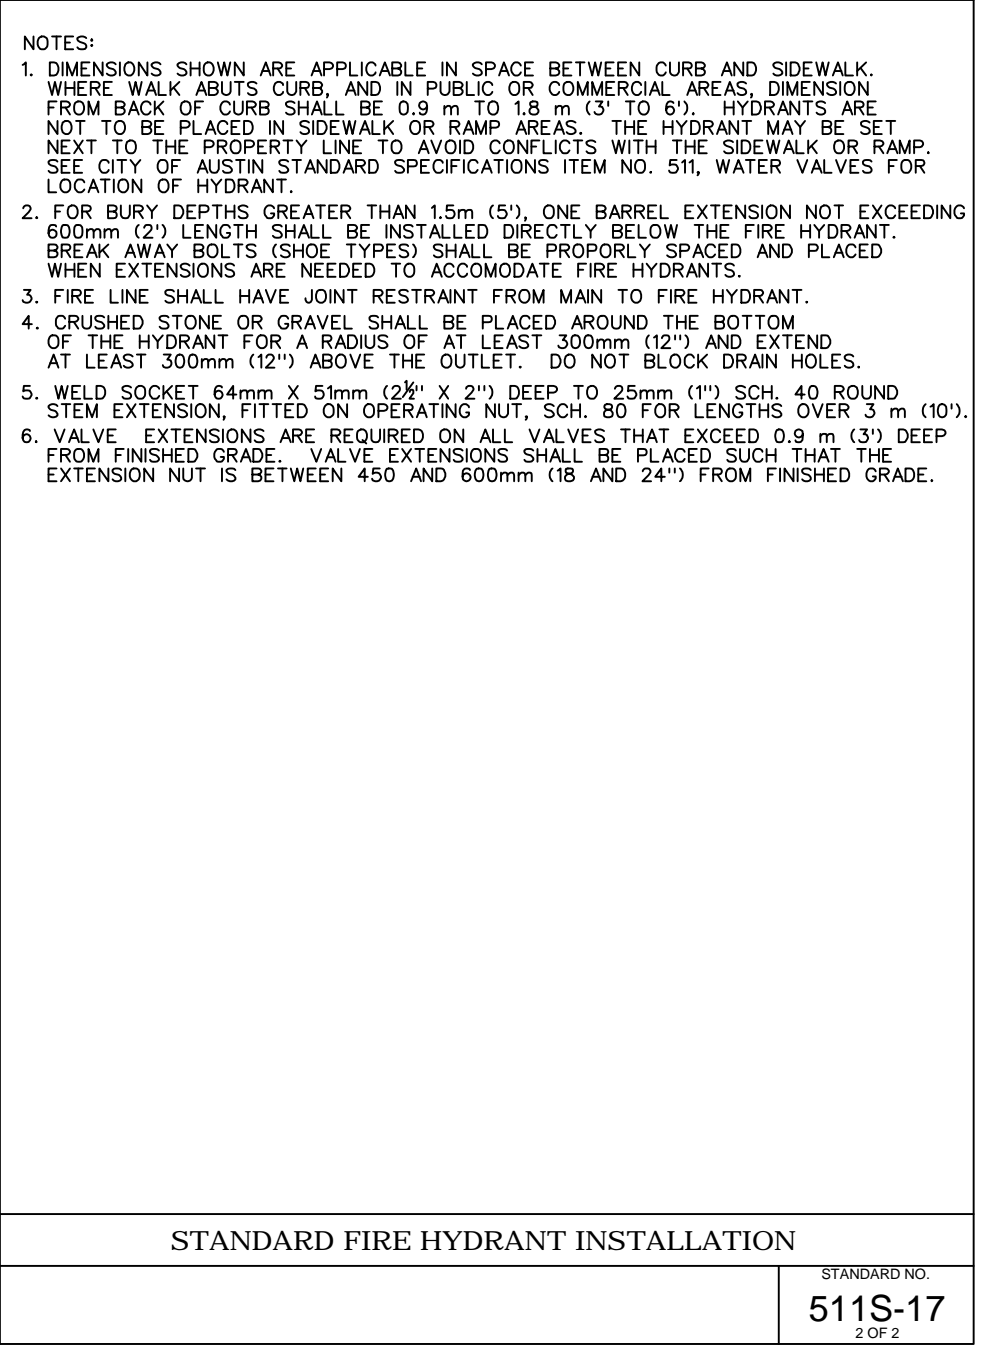 NOTES:
1. DIMENSIONS SHOWN ARE APPLICABLE IN SPACE BETWEEN CURB AND SIDEWALK.
WHERE WALK ABUTS CURB, AND IN PUBLIC OR COMMERCIAL AREAS, DIMENSION
FROM BACK OF CURB SHALL BE 0.9 m TO 1.8 m (3' TO 6'). HYDRANTS ARE
NOT TO BE PLACED IN SIDEWALK OR RAMP AREAS. THE HYDRANT MAY BE SET
NEXT TO THE PROPERTY LINE TO AVOID CONFLICTS WITH THE SIDEWALK OR RAMP.
SEE CITY OF AUSTIN STANDARD SPECIFICATIONS ITEM NO. 511, WATER VALVES FOR
LOCATION OF HYDRANT.
2. FOR BURY DEPTHS GREATER THAN 1.5m (5'), ONE BARREL EXTENSION NOT EXCEEDING
600mm (2') LENGTH SHALL BE INSTALLED DIRECTLY BELOW THE FIRE HYDRANT.
BREAK AWAY BOLTS (SHOE TYPES) SHALL BE PROPORLY SPACED AND PLACED
WHEN EXTENSIONS ARE NEEDED TO ACCOMODATE FIRE HYDRANTS.
3. FIRE LINE SHALL HAVE JOINT RESTRAINT FROM MAIN TO FIRE HYDRANT.
4. CRUSHED STONE OR GRAVEL SHALL BE PLACED AROUND THE BOTTOM
OF THE HYDRANT FOR A RADIUS OF AT LEAST 300mm (12") AND EXTEND
AT LEAST 300mm (12") ABOVE THE OUTLET. DO NOT BLOCK DRAIN HOLES.
5. WELD SOCKET 64mm X 51mm (2½" X 2") DEEP TO 25mm (1") SCH. 40 ROUND
STEM EXTENSION, FITTED ON OPERATING NUT, SCH. 80 FOR LENGTHS OVER 3 m (10').
6. VALVE EXTENSIONS ARE REQUIRED ON ALL VALVES THAT EXCEED 0.9 m (3') DEEP
FROM FINISHED GRADE. VALVE EXTENSIONS SHALL BE PLACED SUCH THAT THE
EXTENSION NUT IS BETWEEN 450 AND 600mm (18 AND 24") FROM FINISHED GRADE.
STANDARD FIRE HYDRANT INSTALLATION
STANDARD NO.
511S-17
2 OF 2